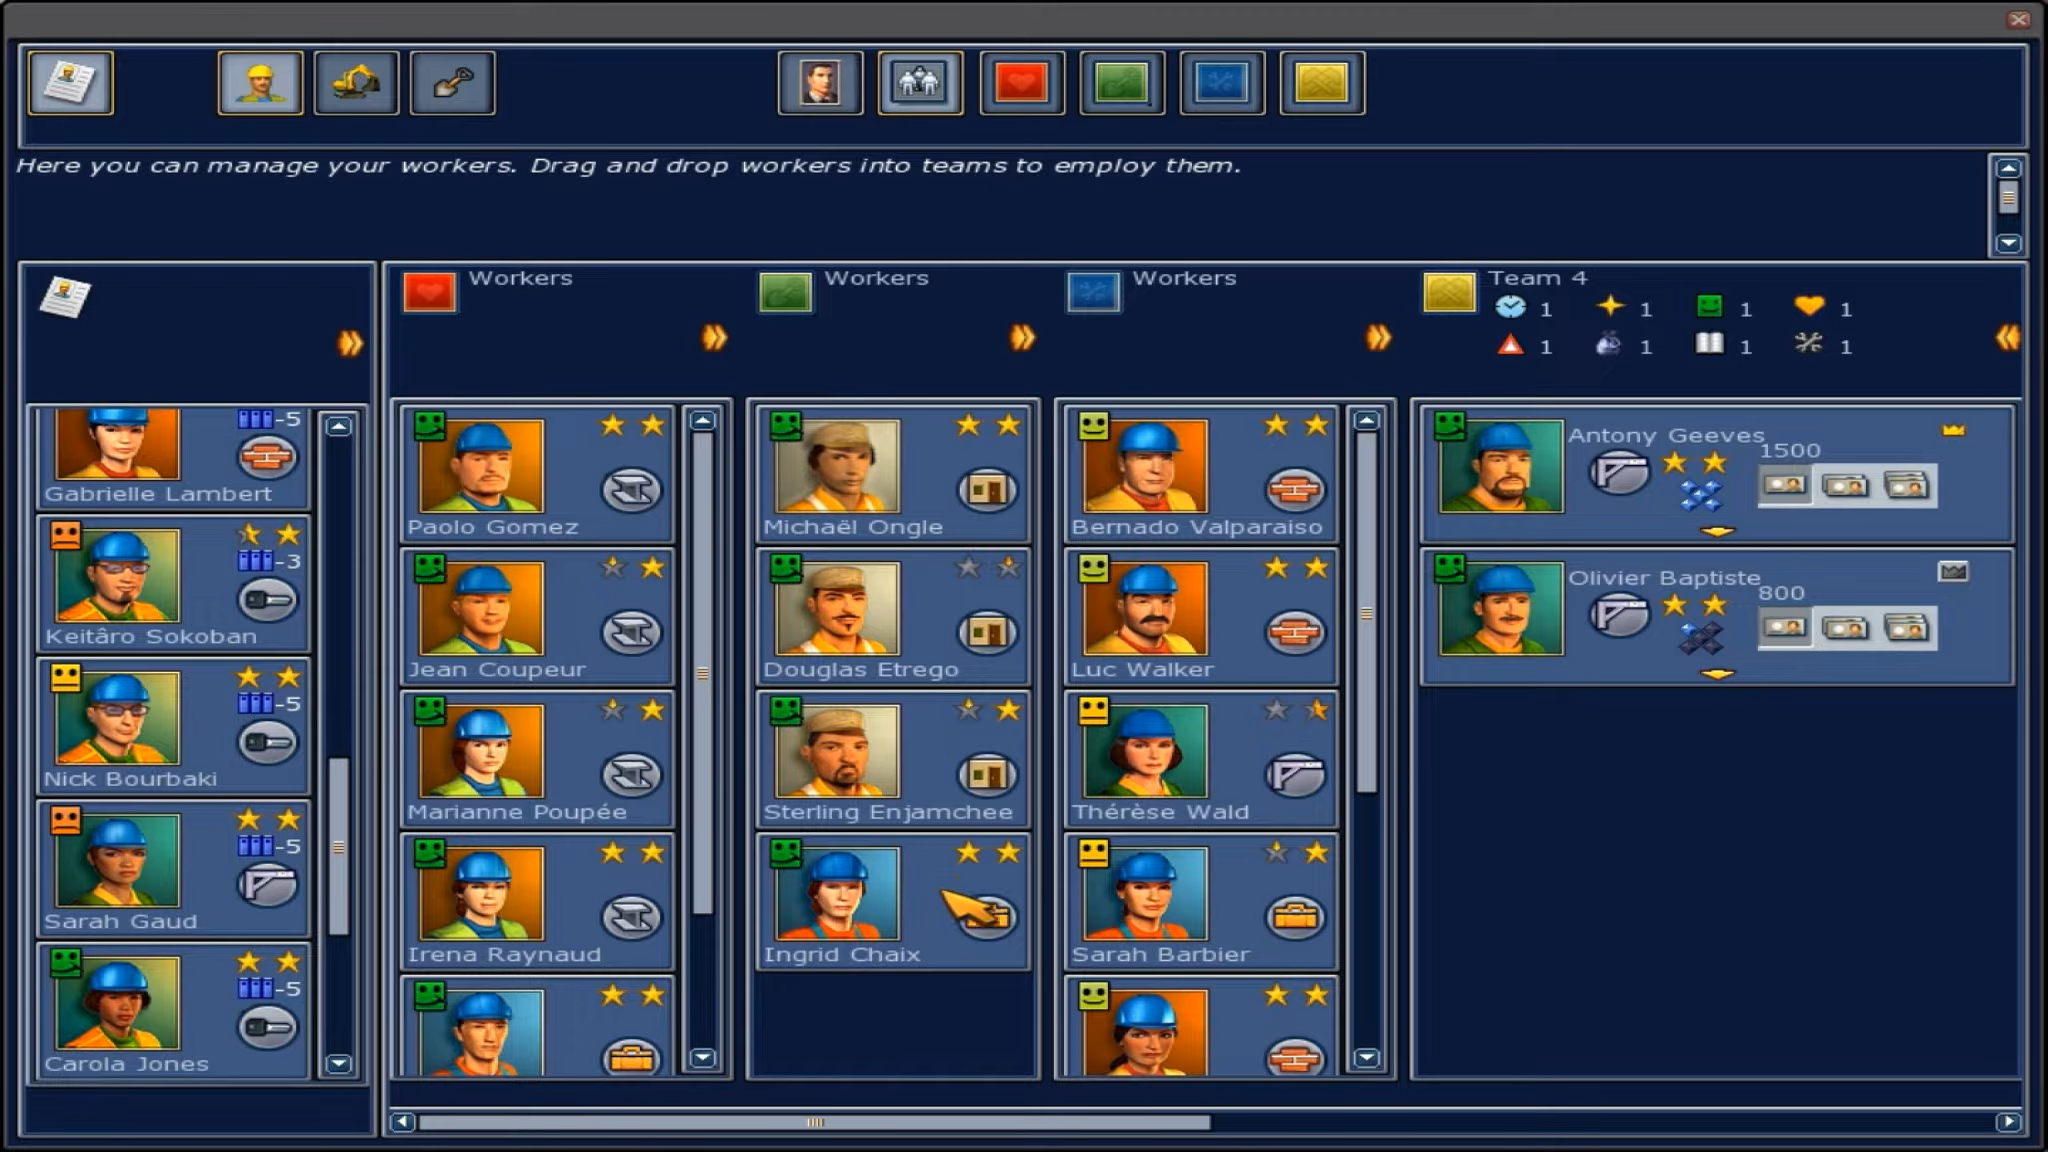 Here you can manage your workers. Drag and drop workers into teams to employ them.
Workers
Workers
Workers
Team 4
1 1 1 1
1 1 1 1
-5
Gabrielle Lambert
-3
Keitâro Sokoban
-5
Nick Bourbaki
-5
Sarah Gaud
-5
Carola Jones
Paolo Gomez
Jean Coupeur
Marianne Poupée
Irena Raynaud
Michaël Ongle
Douglas Etrego
Sterling Enjamchee
Ingrid Chaix
Bernado Valparaiso
Luc Walker
Thérèse Wald
Sarah Barbier
Antony Geeves
1500
Olivier Baptiste
800